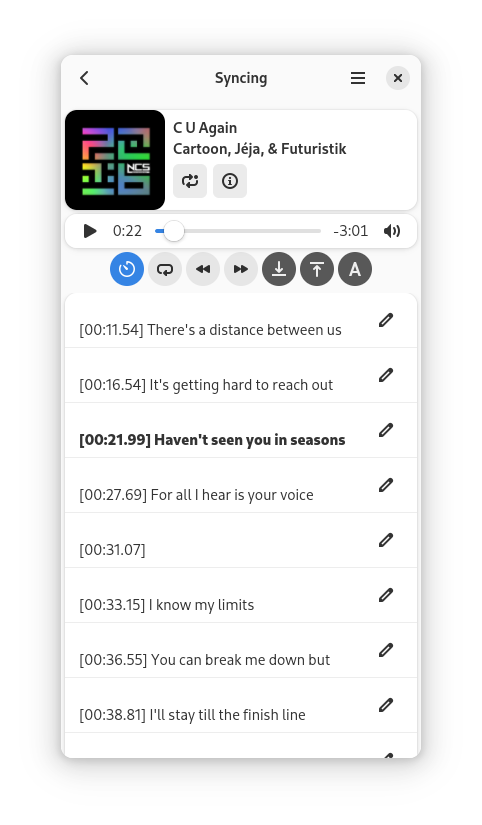 Syncing
C U Again
Cartoon, Jéja, & Futuristik
NCS
0:22
-3:01
A
[00:11.54] There's a distance between us
[00:16.54] It's getting hard to reach out
[00:21.99] Haven't seen you in seasons
[00:27.69] For all I hear is your voice
[00:31.07]
[00:33.15] I know my limits
[00:36.55] You can break me down but
[00:38.81] I'll stay till the finish line